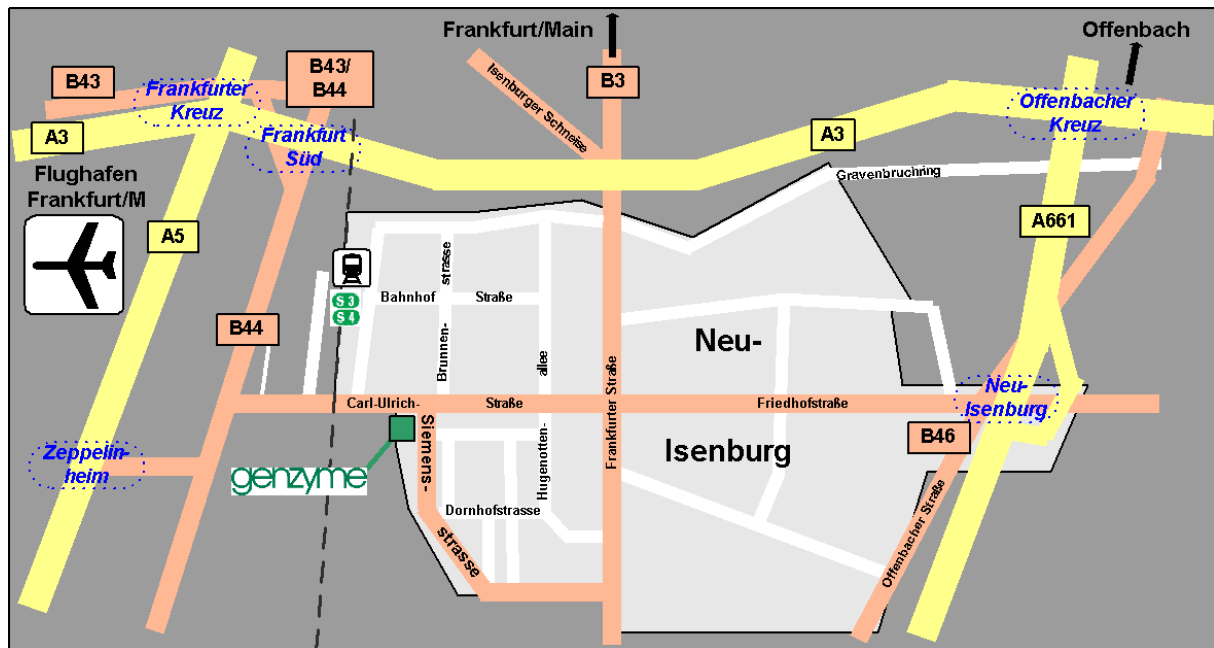 Frankfurt/Main
Offenbach
B43
B43/
B44
B3
Isenburger Schneise
Frankfurter
Kreuz
Frankfurt
Süd
Offenbacher
Kreuz
A3
A3
Flughafen
Frankfurt/M
Gravenbruchring
A5
A661
strasse
Bahnhof
Straße
S 3
S 4
B44
Brunnen-
allee
Neu-
Frankfurter Straße
Carl-Ulrich-
Straße
Friedhofstraße
Neu-
Isenburg
Siemens-
B46
Isenburg
Hugenotten-
Zeppelin-
heim
genzyme
Dornhofstrasse
strasse
Offenbacher Straße